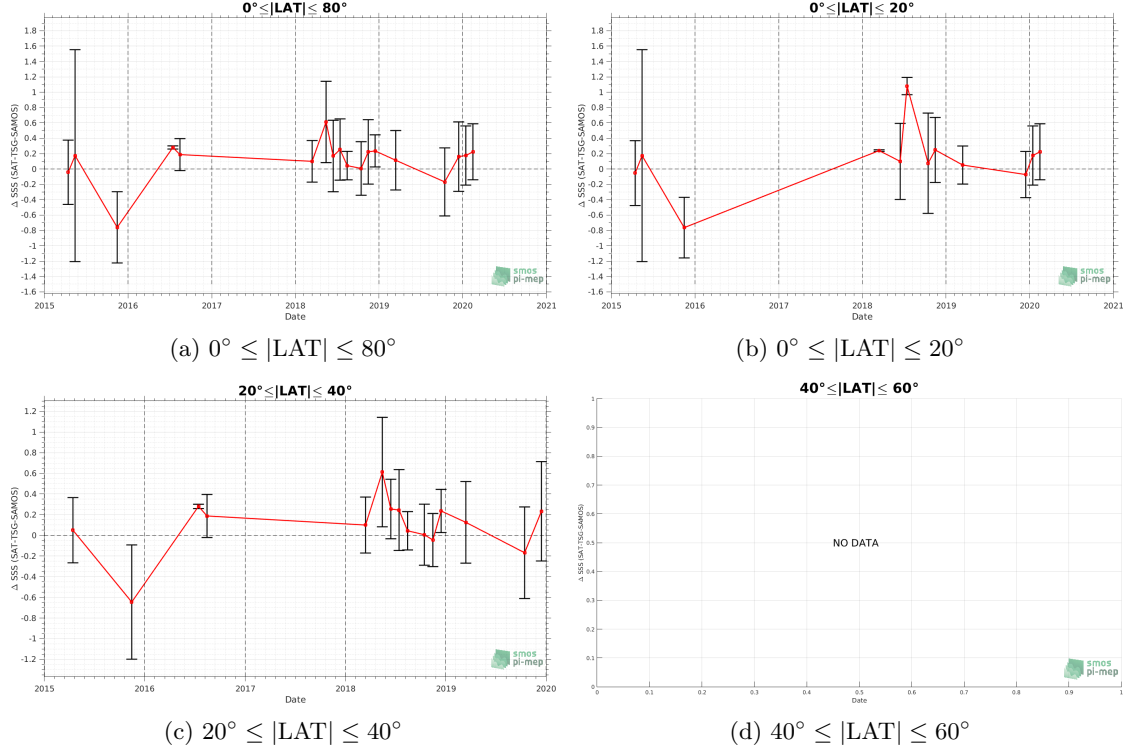 0°≤|LAT|≤ 80°
Δ SSS (SAT-TSG-SAMOS)
1.8
1.6
1.4
1.2
1
0.8
0.6
0.4
0.2
0
-0.2
-0.4
-0.6
-0.8
-1
-1.2
-1.4
-1.6
2015 2016 2017 2018 2019 2020 2021
Date
smos
pi-mep
(a) 0° ≤ |LAT| ≤ 80°
0°≤|LAT|≤ 20°
Δ SSS (SAT-TSG-SAMOS)
1.8
1.6
1.4
1.2
1
0.8
0.6
0.4
0.2
0
-0.2
-0.4
-0.6
-0.8
-1
-1.2
-1.4
-1.6
2015 2016 2017 2018 2019 2020 2021
Date
smos
pi-mep
(b) 0° ≤ |LAT| ≤ 20°
20°≤|LAT|≤ 40°
Δ SSS (SAT-TSG-SAMOS)
1.2
1
0.8
0.6
0.4
0.2
0
-0.2
-0.4
-0.6
-0.8
-1
-1.2
2015 2016 2017 2018 2019 2020
Date
smos
pi-mep
(c) 20° ≤ |LAT| ≤ 40°
40°≤|LAT|≤ 60°
Δ SSS (SAT-TSG-SAMOS)
1
0.9
0.8
0.7
0.6
0.5
0.4
0.3
0.2
0.1
0
NO DATA
0 0.1 0.2 0.3 0.4 0.5 0.6 0.7 0.8 0.9 1
Date
smos
pi-mep
(d) 40° ≤ |LAT| ≤ 60°